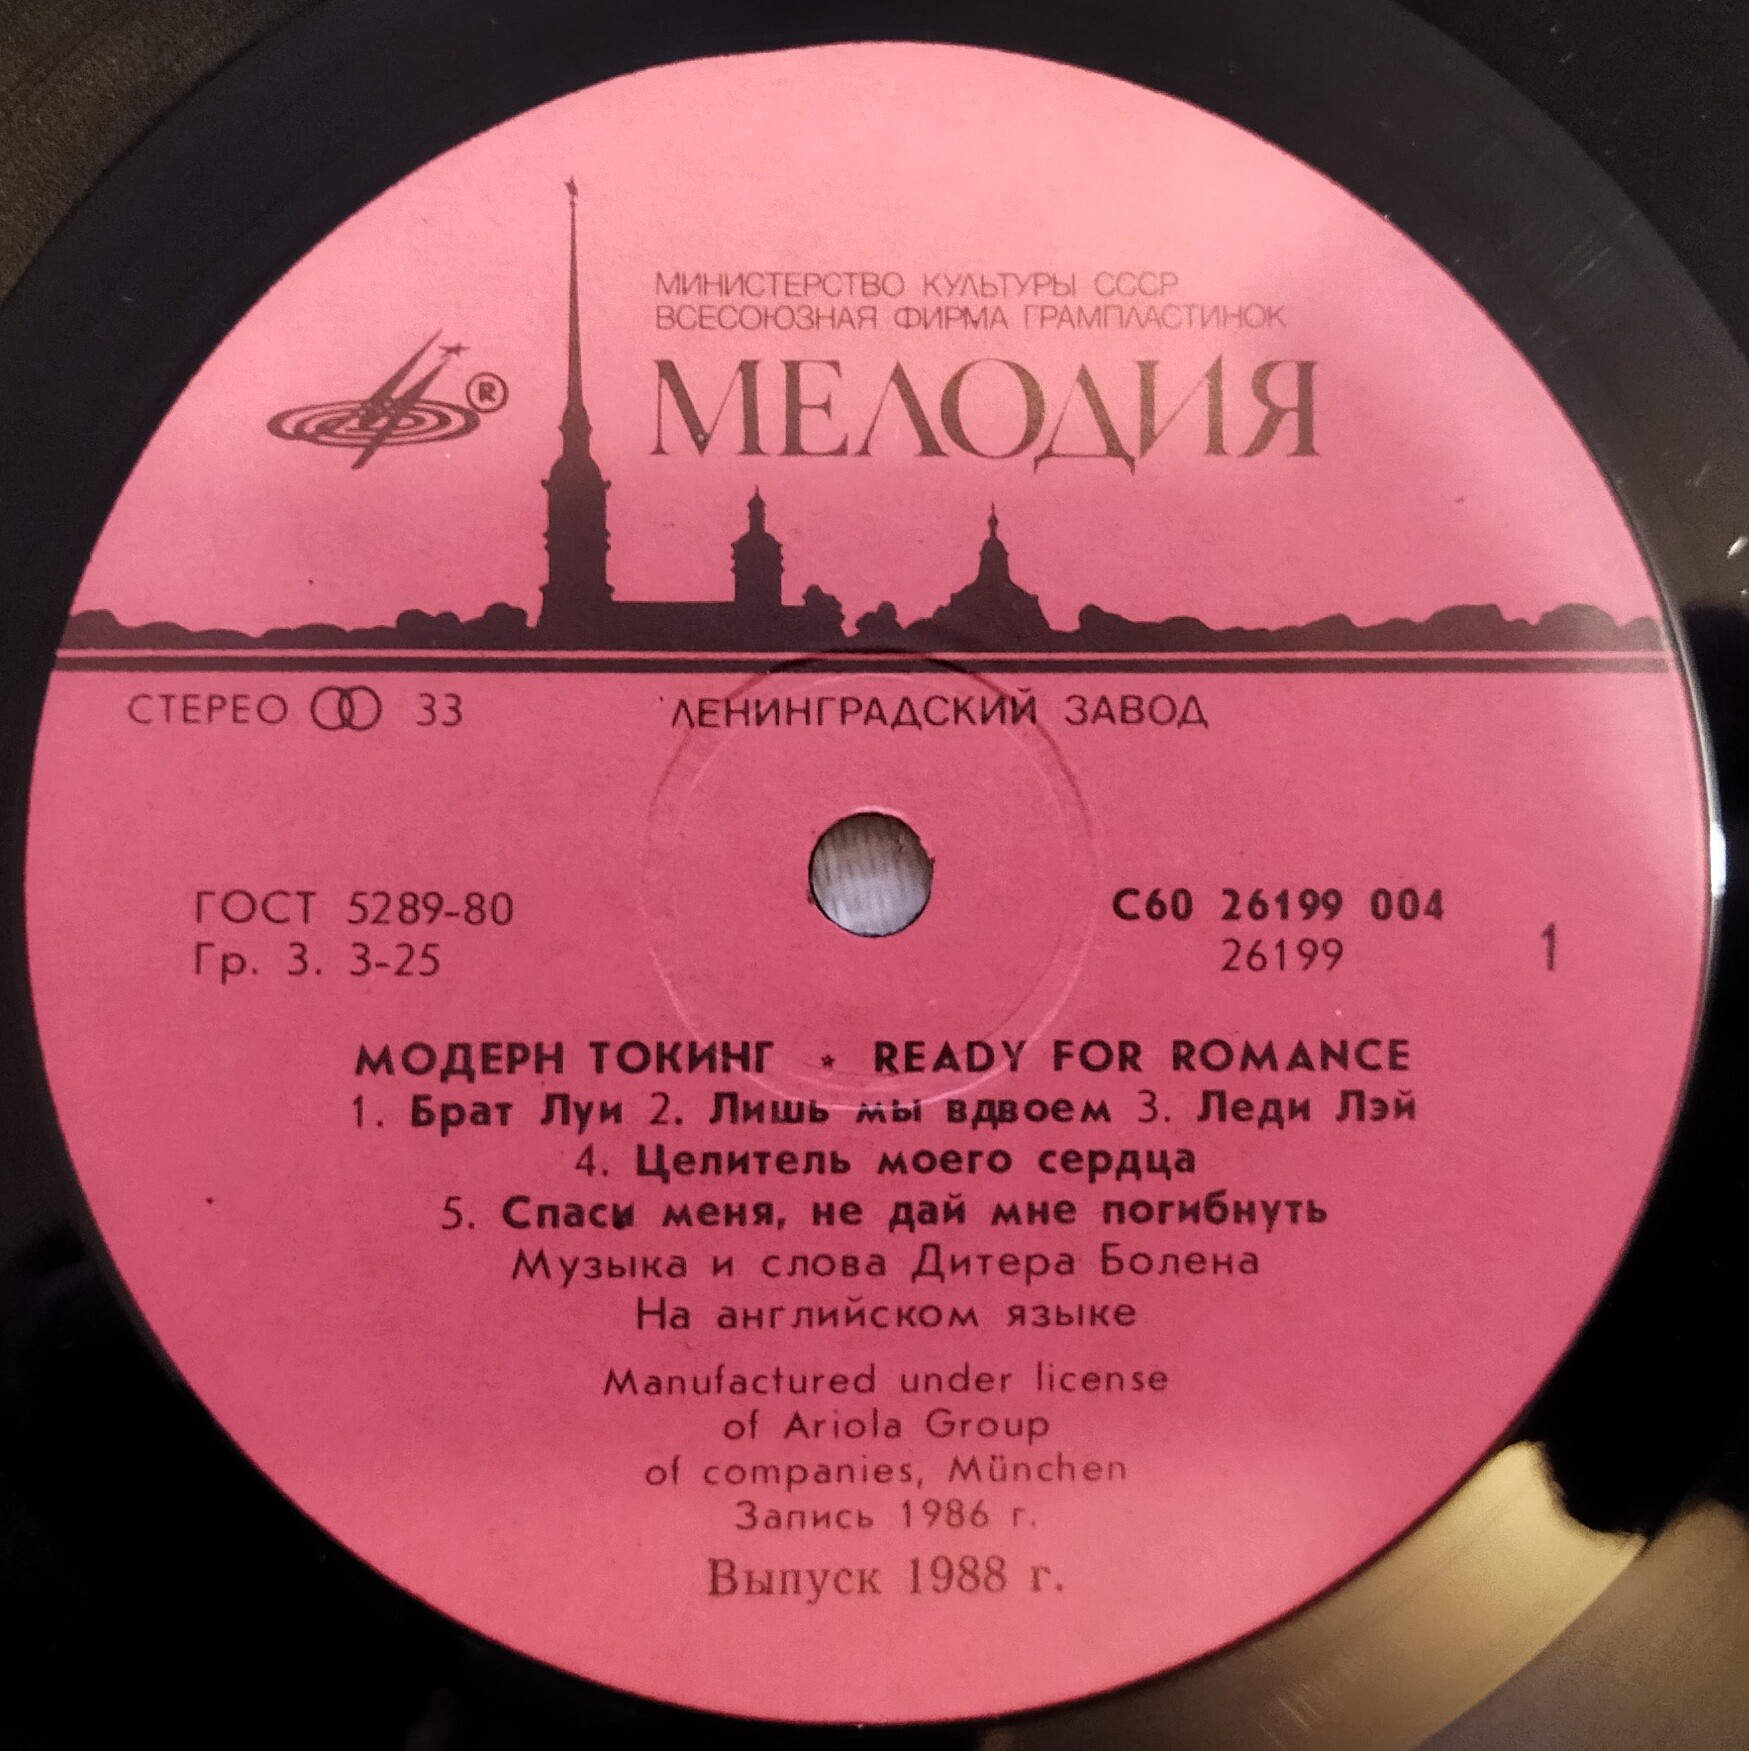 МИНИСТЕРСТВО КУЛЬТУРЫ СССР
ВСЕСОЮЗНАЯ ФИРМА ГРАМПЛАСТИНОК
®
МЕЛОДИЯ
СТЕРЕО 33
ЛЕНИНГРАДСКИЙ ЗАВОД
ГОСТ 5289-80
Гр. 3. 3-25
С60 26199 004
26199
1
МОДЕРН ТОКИНГ * READY FOR ROMANCE
1. Брат Луи 2. Лишь мы вдвоем 3. Леди Лэй
4. Целитель моего сердца
5. Спаси меня, не дай мне погибнуть
Музыка и слова Дитера Болена
На английском языке
Manufactured under license
of Ariola Group
of companies, München
Запись 1986 г.
Выпуск 1988 г.